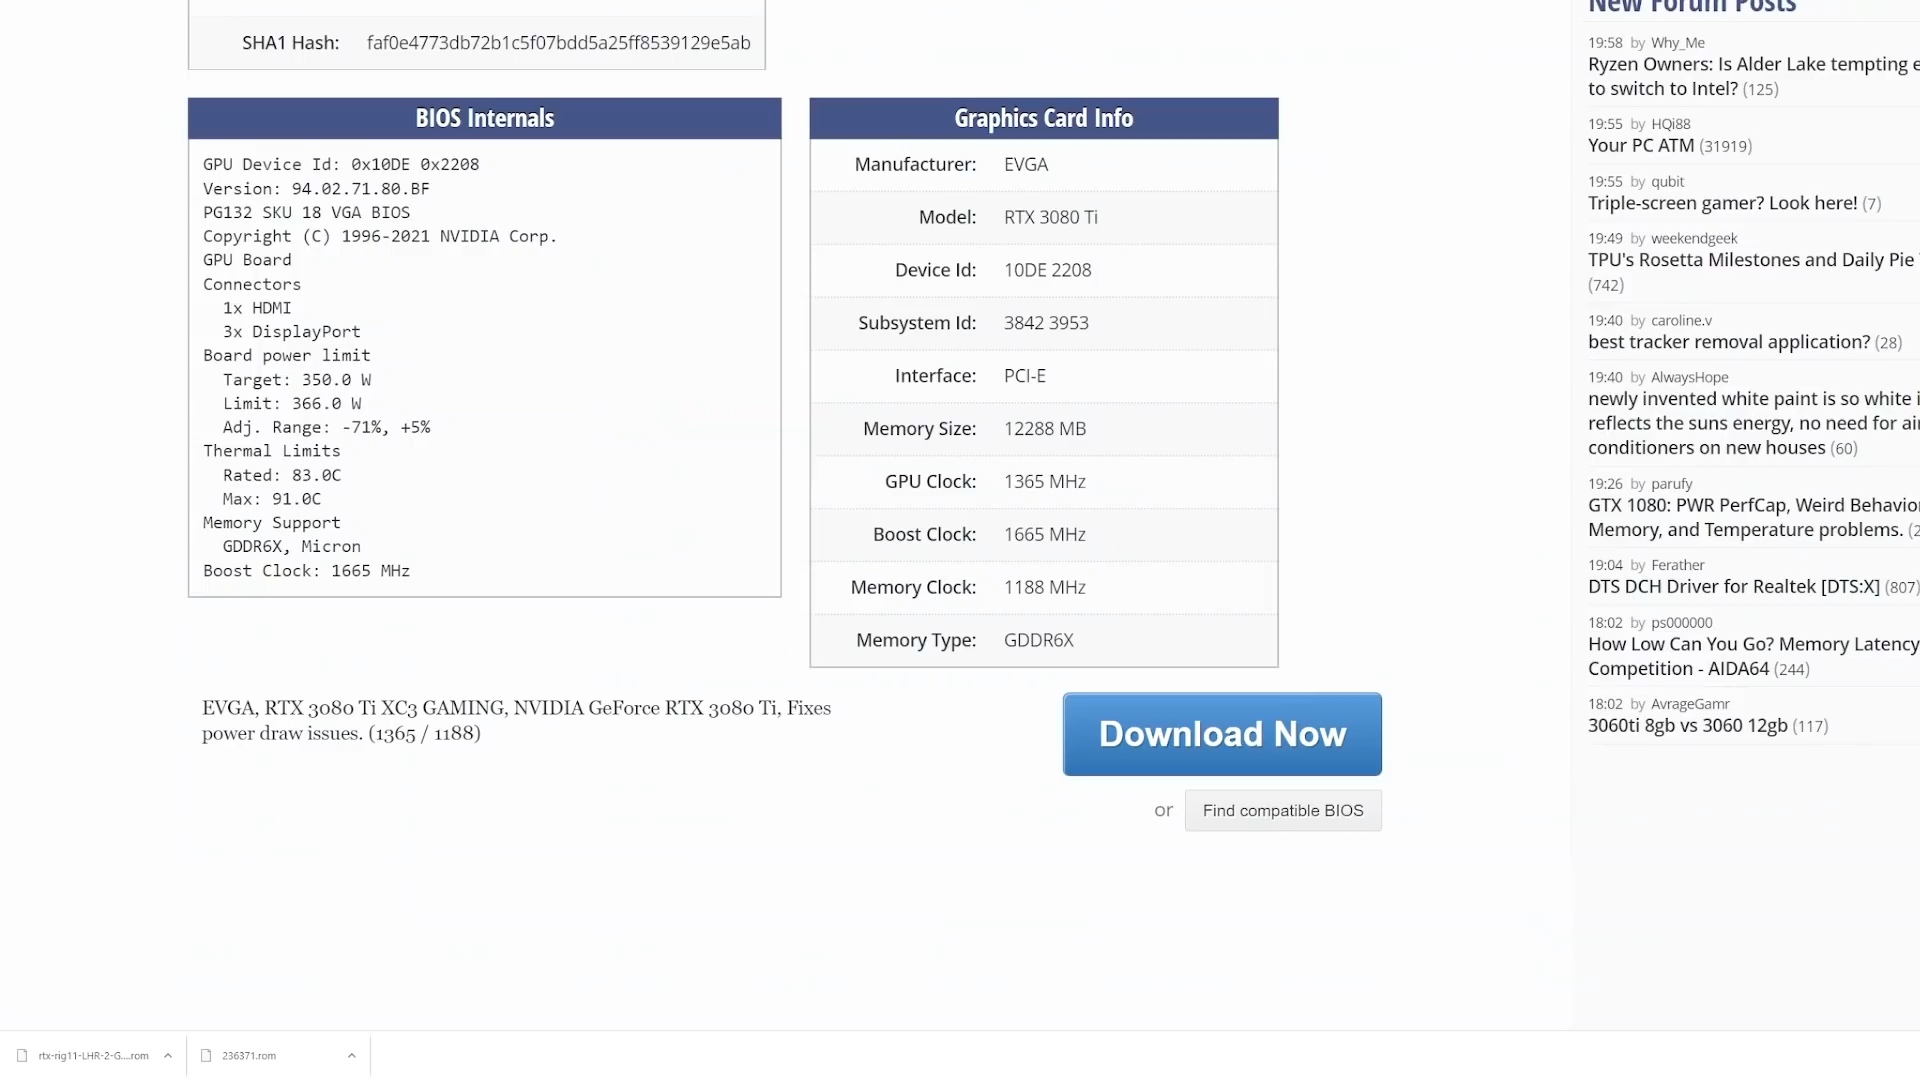 New Forum Posts
SHA1 Hash: faf0e4773db72b1c5f07bdd5a25ff8539129e5ab
BIOS Internals
GPU Device Id: 0x10DE 0x2208
Version: 94.02.71.80.BF
PG132 SKU 18 VGA BIOS
Copyright (C) 1996-2021 NVIDIA Corp.
GPU Board
Connectors
1x HDMI
3x DisplayPort
Board power limit
Target: 350.0 W
Limit: 366.0 W
Adj. Range: -71%, +5%
Thermal Limits
Rated: 83.0C
Max: 91.0C
Memory Support
GDDR6X, Micron
Boost Clock: 1665 MHz
Graphics Card Info
Manufacturer: EVGA
Model: RTX 3080 Ti
Device Id: 10DE 2208
Subsystem Id: 3842 3953
Interface: PCI-E
Memory Size: 12288 MB
GPU Clock: 1365 MHz
Boost Clock: 1665 MHz
Memory Clock: 1188 MHz
Memory Type: GDDR6X
EVGA, RTX 3080 Ti XC3 GAMING, NVIDIA GeForce RTX 3080 Ti, Fixes
power draw issues. (1365 / 1188)
Download Now
or Find compatible BIOS
19:58 by Why_Me
Ryzen Owners: Is Alder Lake tempting
to switch to Intel? (125)
19:55 by HQi88
Your PC ATM (31919)
19:55 by qubit
Triple-screen gamer? Look here! (7)
19:49 by weekendgeek
TPU's Rosetta Milestones and Daily Pie
(742)
19:40 by caroline.v
best tracker removal application? (28)
19:40 by AlwaysHope
newly invented white paint is so white
reflects the suns energy, no need for
conditioners on new houses (60)
19:26 by parufy
GTX 1080: PWR PerfCap, Weird
Memory, and Temperature problems.
19:04 by Ferather
DTS DCH Driver for Realtek [DTS:X] (807)
18:02 by ps000000
How Low Can You Go? Memory Latency
Competition - AIDA64 (244)
18:02 by AvrageGamr
3060ti 8gb vs 3060 12gb (117)
rtx-rig11-LHR-2-G....rom
236371.rom